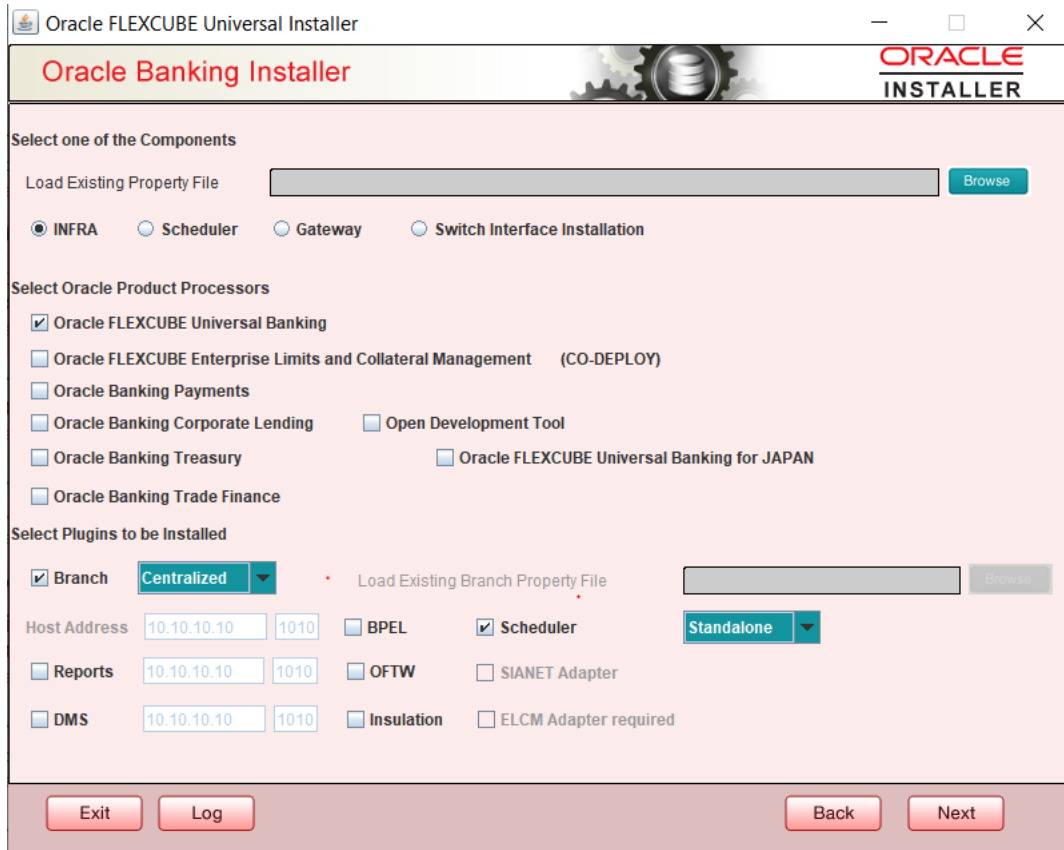 Oracle FLEXCUBE Universal Installer
Oracle Banking Installer
ORACLE
INSTALLER
Select one of the Components
Load Existing Property File Browse
INFRA Scheduler Gateway Switch Interface Installation
Select Oracle Product Processors
Oracle FLEXCUBE Universal Banking
Oracle FLEXCUBE Enterprise Limits and Collateral Management (CO-DEPLOY)
Oracle Banking Payments
Oracle Banking Corporate Lending Open Development Tool
Oracle Banking Treasury Oracle FLEXCUBE Universal Banking for JAPAN
Oracle Banking Trade Finance
Select Plugins to be Installed
Branch Centralized * Load Existing Branch Property File * Browse
Host Address 10.10.10.10 1010 BPEL Scheduler Standalone
Reports 10.10.10.10 1010 OFTW SIANET Adapter
DMS 10.10.10.10 1010 Insulation ELCM Adapter required
Exit Log Back Next